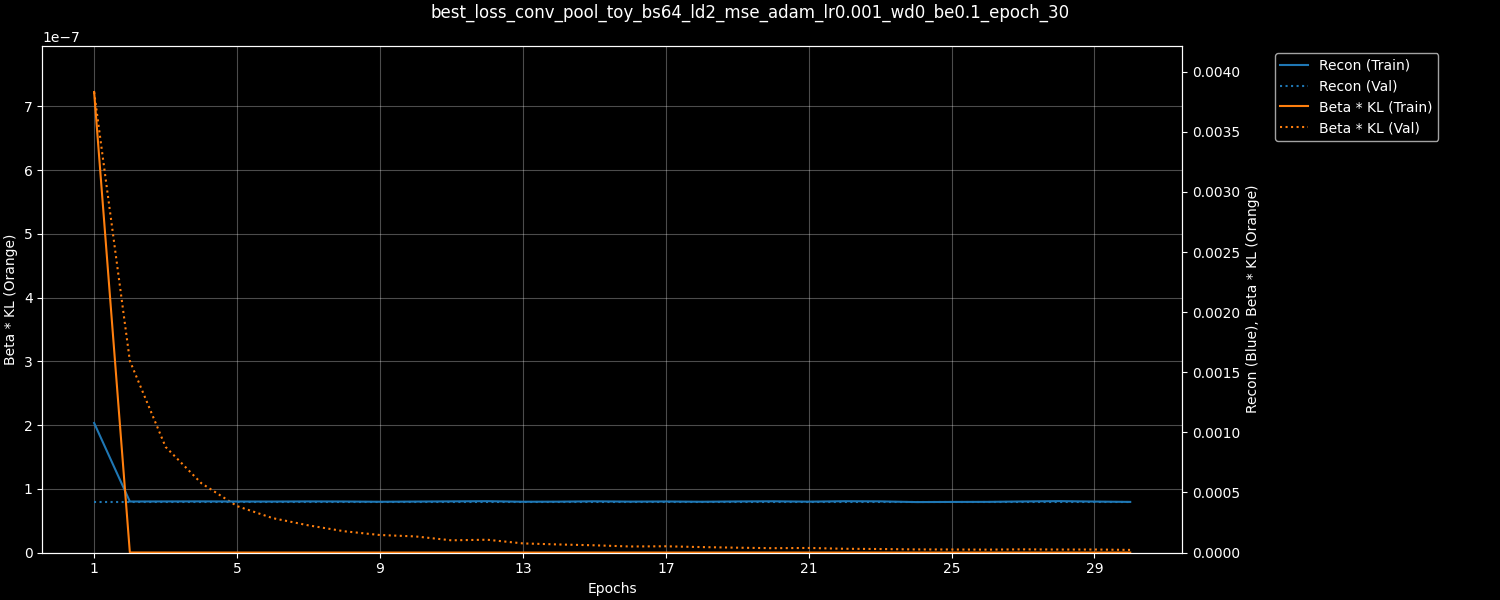 best_loss_conv_pool_toy_bs64_ld2_mse_adam_lr0.001_wd0_be0.1_epoch_30
1e−7
7
6
5
4
3
2
1
0
Beta * KL (Orange)
1
5
9
13
17
21
25
29
Epochs
0.0040
0.0035
0.0030
0.0025
0.0020
0.0015
0.0010
0.0005
0.0000
Recon (Blue), Beta * KL (Orange)
Recon (Train)
Recon (Val)
Beta * KL (Train)
Beta * KL (Val)